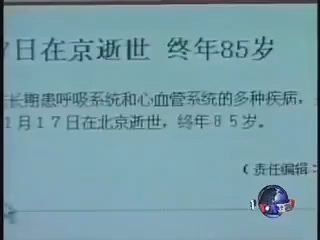 7日在京逝世 终年85岁
长期患呼吸系统和心血管系统的多种疾病，
1月17日在北京逝世，终年85岁。
（责任编辑：